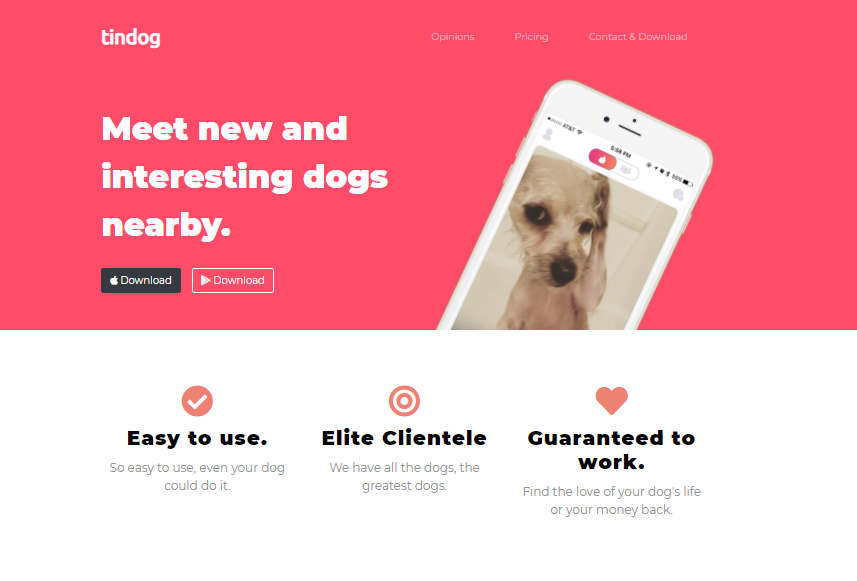 tindog
Opinions
Pricing
Contact & Download
Meet new and
interesting dogs
nearby.
Download
Download
AT&T
5:58 PM
55%
Easy to use.
So easy to use, even your dog
could do it.
Elite Clientele
We have all the dogs, the
greatest dogs.
Guaranteed to
work.
Find the love of your dog's life
or your money back.